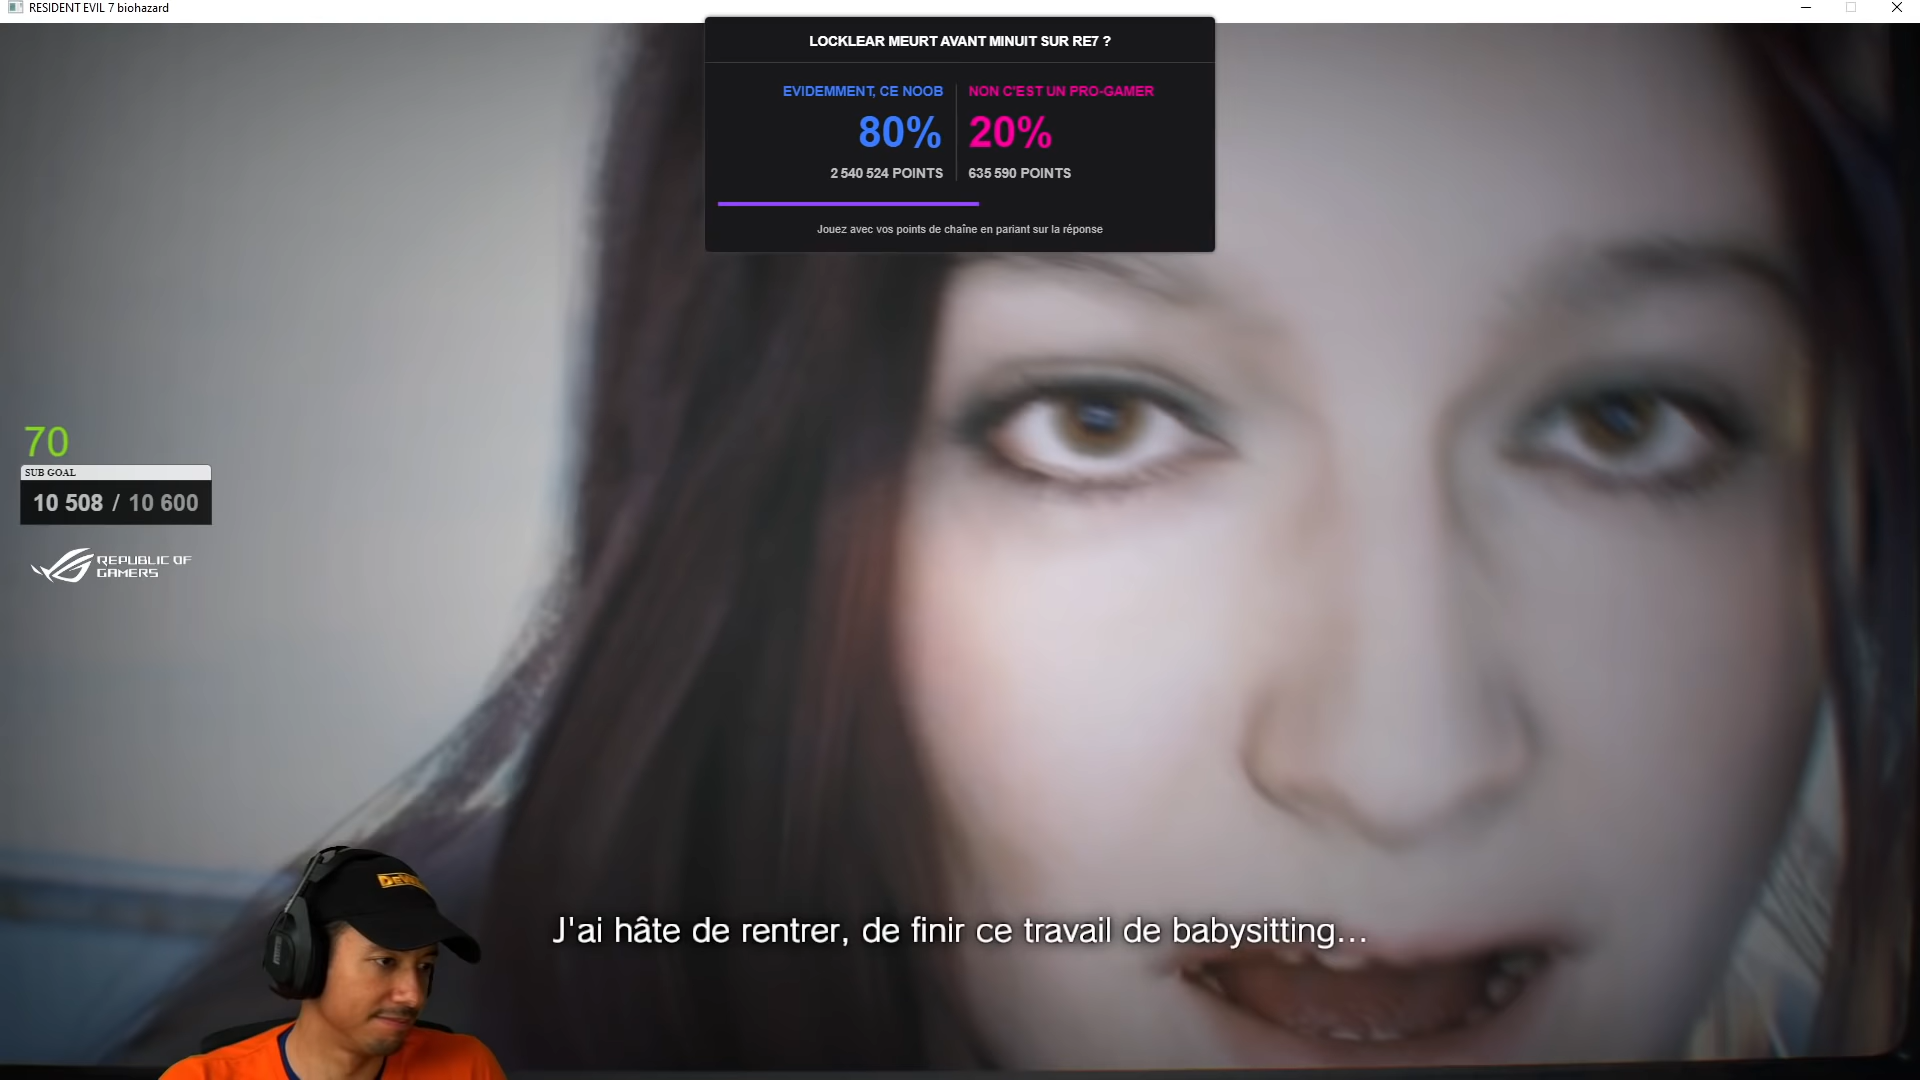 RESIDENT EVIL 7 biohazard
LOCKLEAR MEURT AVANT MINUIT SUR RE7 ?
EVIDEMMENT, CE NOOB
NON C'EST UN PRO-GAMER
80%
20%
2 540 524 POINTS
635 590 POINTS
Jouez avec vos points de chaîne en pariant sur la réponse
70
SUB GOAL
10 508 / 10 600
REPUBLIC OF
GAMERS
J'ai hâte de rentrer, de finir ce travail de babysitting...